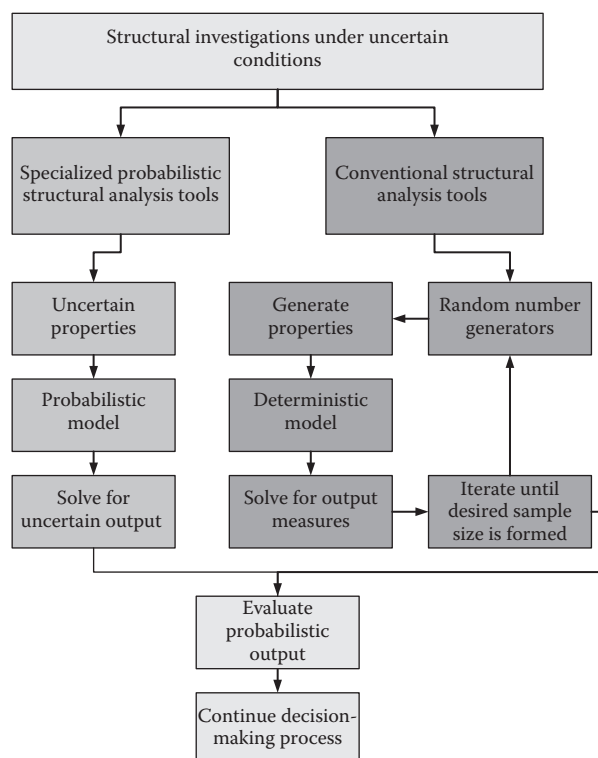 Structural investigations under uncertain
conditions
Specialized probabilistic
structural analysis tools
Conventional structural
analysis tools
Uncertain
properties
Generate
properties
Random number
generators
Probabilistic
model
Deterministic
model
Solve for
uncertain output
Solve for output
measures
Iterate until
desired sample
size is formed
Evaluate
probabilistic
output
Continue decision-
making process